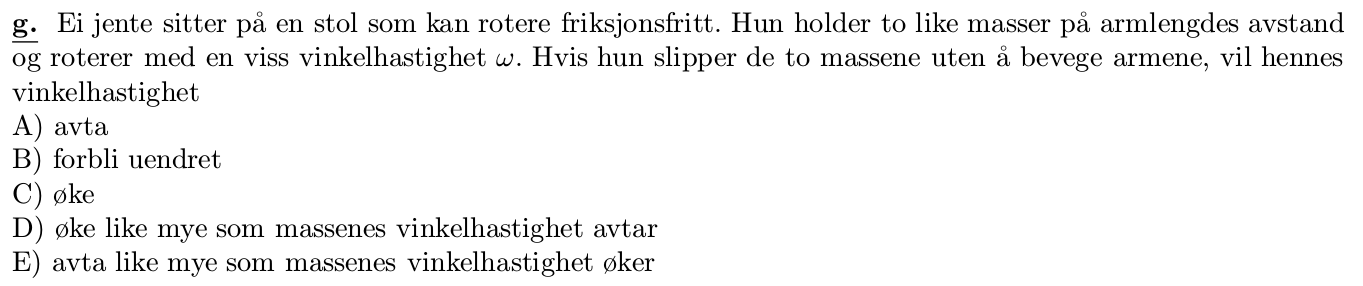 g. Ei jente sitter på en stol som kan rotere friksjonsfritt. Hun holder to like masser på armlengdes avstand
og roterer med en viss vinkelhastighet ω. Hvis hun slipper de to massene uten å bevege armene, vil hennes
vinkelhastighet
A) avta
B) forbli uendret
C) øke
D) øke like mye som massenes vinkelhastighet avtar
E) avta like mye som massenes vinkelhastighet øker